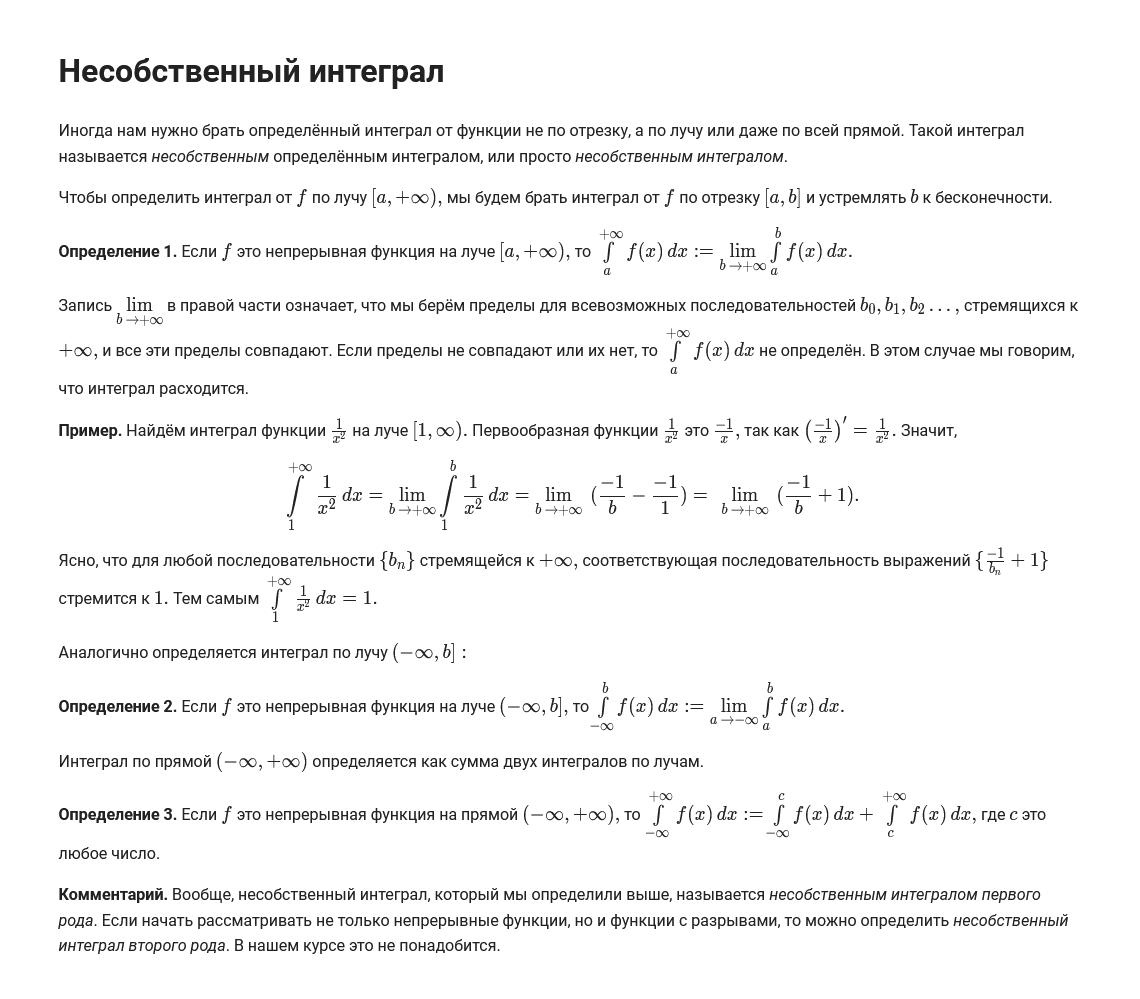 Несобственный интеграл
Иногда нам нужно брать определённый интеграл от функции не по отрезку, а по лучу или даже по всей прямой. Такой интеграл
называется несобственным определённым интегралом, или просто несобственным интегралом.
Чтобы определить интеграл от $f$ по лучу $[a, +\infty)$, мы будем брать интеграл от $f$ по отрезку $[a, b]$ и устремлять $b$ к бесконечности.
Определение 1. Если $f$ это непрерывная функция на луче $[a, +\infty)$, то $\int\limits_a^{+\infty} f(x)\,dx := \lim\limits_{b \to +\infty} \int\limits_a^b f(x)\,dx.$
Запись $\lim\limits_{b \to +\infty}$ в правой части означает, что мы берём пределы для всевозможных последовательностей $b_0, b_1, b_2 \ldots,$ стремящихся к
$+\infty$, и все эти пределы совпадают. Если пределы не совпадают или их нет, то $\int\limits_a^{+\infty} f(x)\,dx$ не определён. В этом случае мы говорим,
что интеграл расходится.
Пример. Найдём интеграл функции $\frac{1}{x^2}$ на луче $[1, \infty)$. Первообразная функции $\frac{1}{x^2}$ это $\frac{-1}{x}$, так как $\left(\frac{-1}{x}\right)' = \frac{1}{x^2}$. Значит,
$\int\limits_1^{+\infty} \frac{1}{x^2}\,dx = \lim\limits_{b \to +\infty} \int\limits_1^b \frac{1}{x^2}\,dx = \lim\limits_{b \to +\infty} (\frac{-1}{b} - \frac{-1}{1}) = \lim\limits_{b \to +\infty} (\frac{-1}{b} + 1).$
Ясно, что для любой последовательности $\{b_n\}$ стремящейся к $+\infty$, соответствующая последовательность выражений $\{\frac{-1}{b_n} + 1\}$
стремится к $1$. Тем самым $\int\limits_1^{+\infty} \frac{1}{x^2}\,dx = 1.$
Аналогично определяется интеграл по лучу $(-\infty, b]:$
Определение 2. Если $f$ это непрерывная функция на луче $(-\infty, b]$, то $\int\limits_{-\infty}^b f(x)\,dx := \lim\limits_{a \to -\infty} \int\limits_a^b f(x)\,dx.$
Интеграл по прямой $(-\infty, +\infty)$ определяется как сумма двух интегралов по лучам.
Определение 3. Если $f$ это непрерывная функция на прямой $(-\infty, +\infty)$, то $\int\limits_{-\infty}^{+\infty} f(x)\,dx := \int\limits_{-\infty}^c f(x)\,dx + \int\limits_c^{+\infty} f(x)\,dx$, где $c$ это
любое число.
Комментарий. Вообще, несобственный интеграл, который мы определили выше, называется несобственным интегралом первого
рода. Если начать рассматривать не только непрерывные функции, но и функции с разрывами, то можно определить несобственный
интеграл второго рода. В нашем курсе это не понадобится.